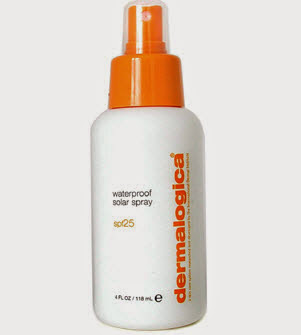 waterproof
solar spray
spf25
4 FL OZ / 118 mL e
dermalogica®